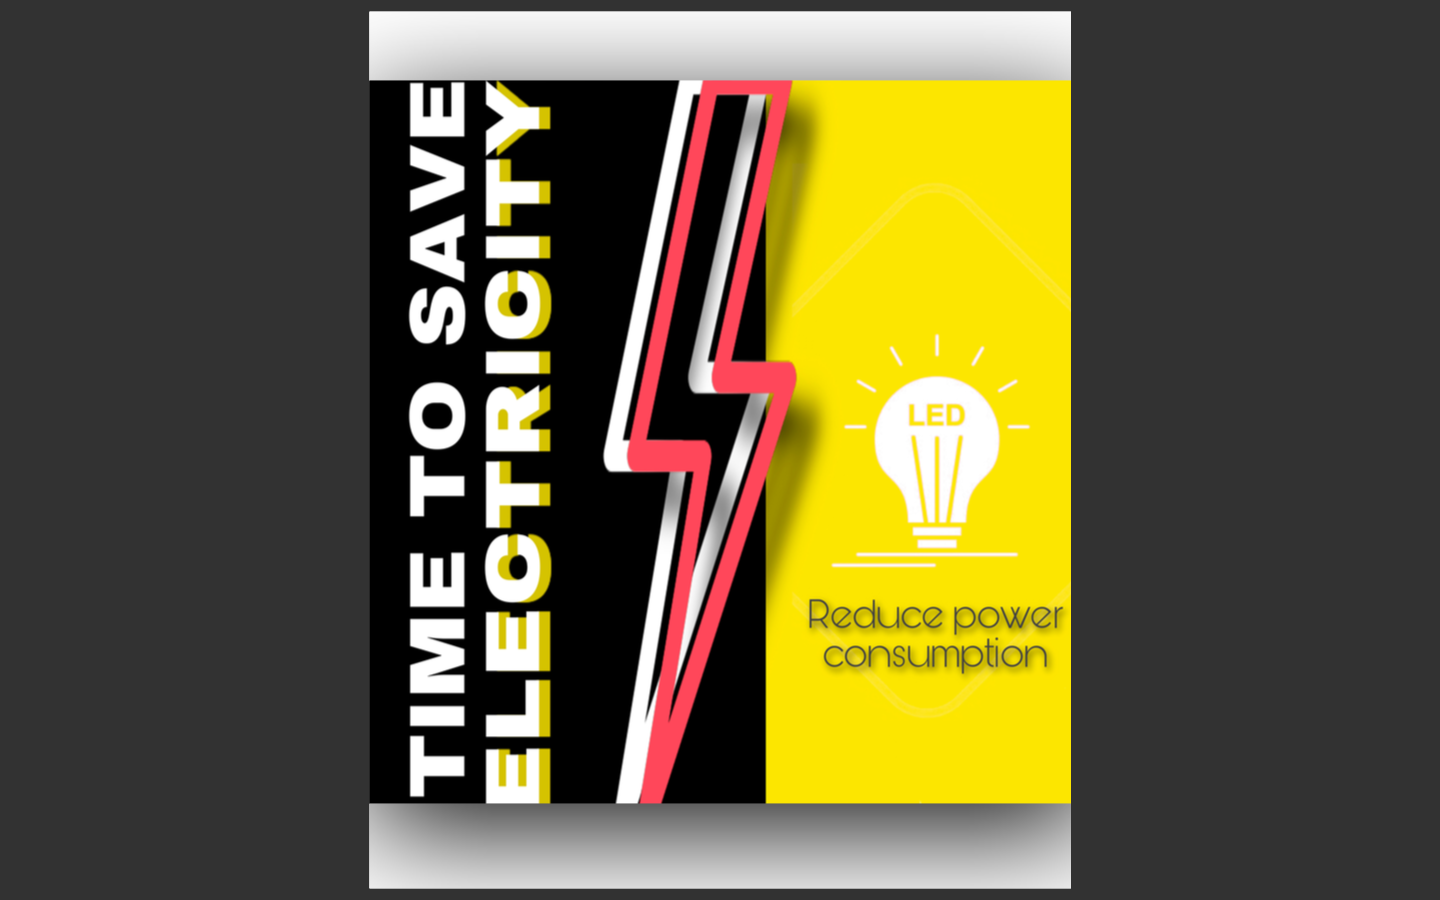 TIME TO SAVE
ELECTRICITY
LED
Reduce power
consumption